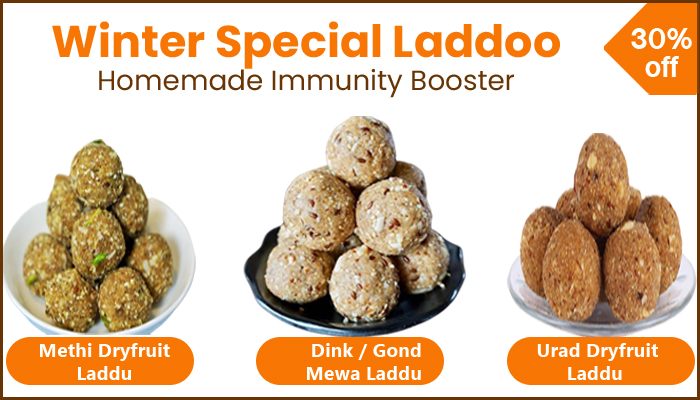 Winter Special Laddoo
Homemade Immunity Booster
30%
off
Methi Dryfruit
Laddu
Dink / Gond
Mewa Laddu
Urad Dryfruit
Laddu